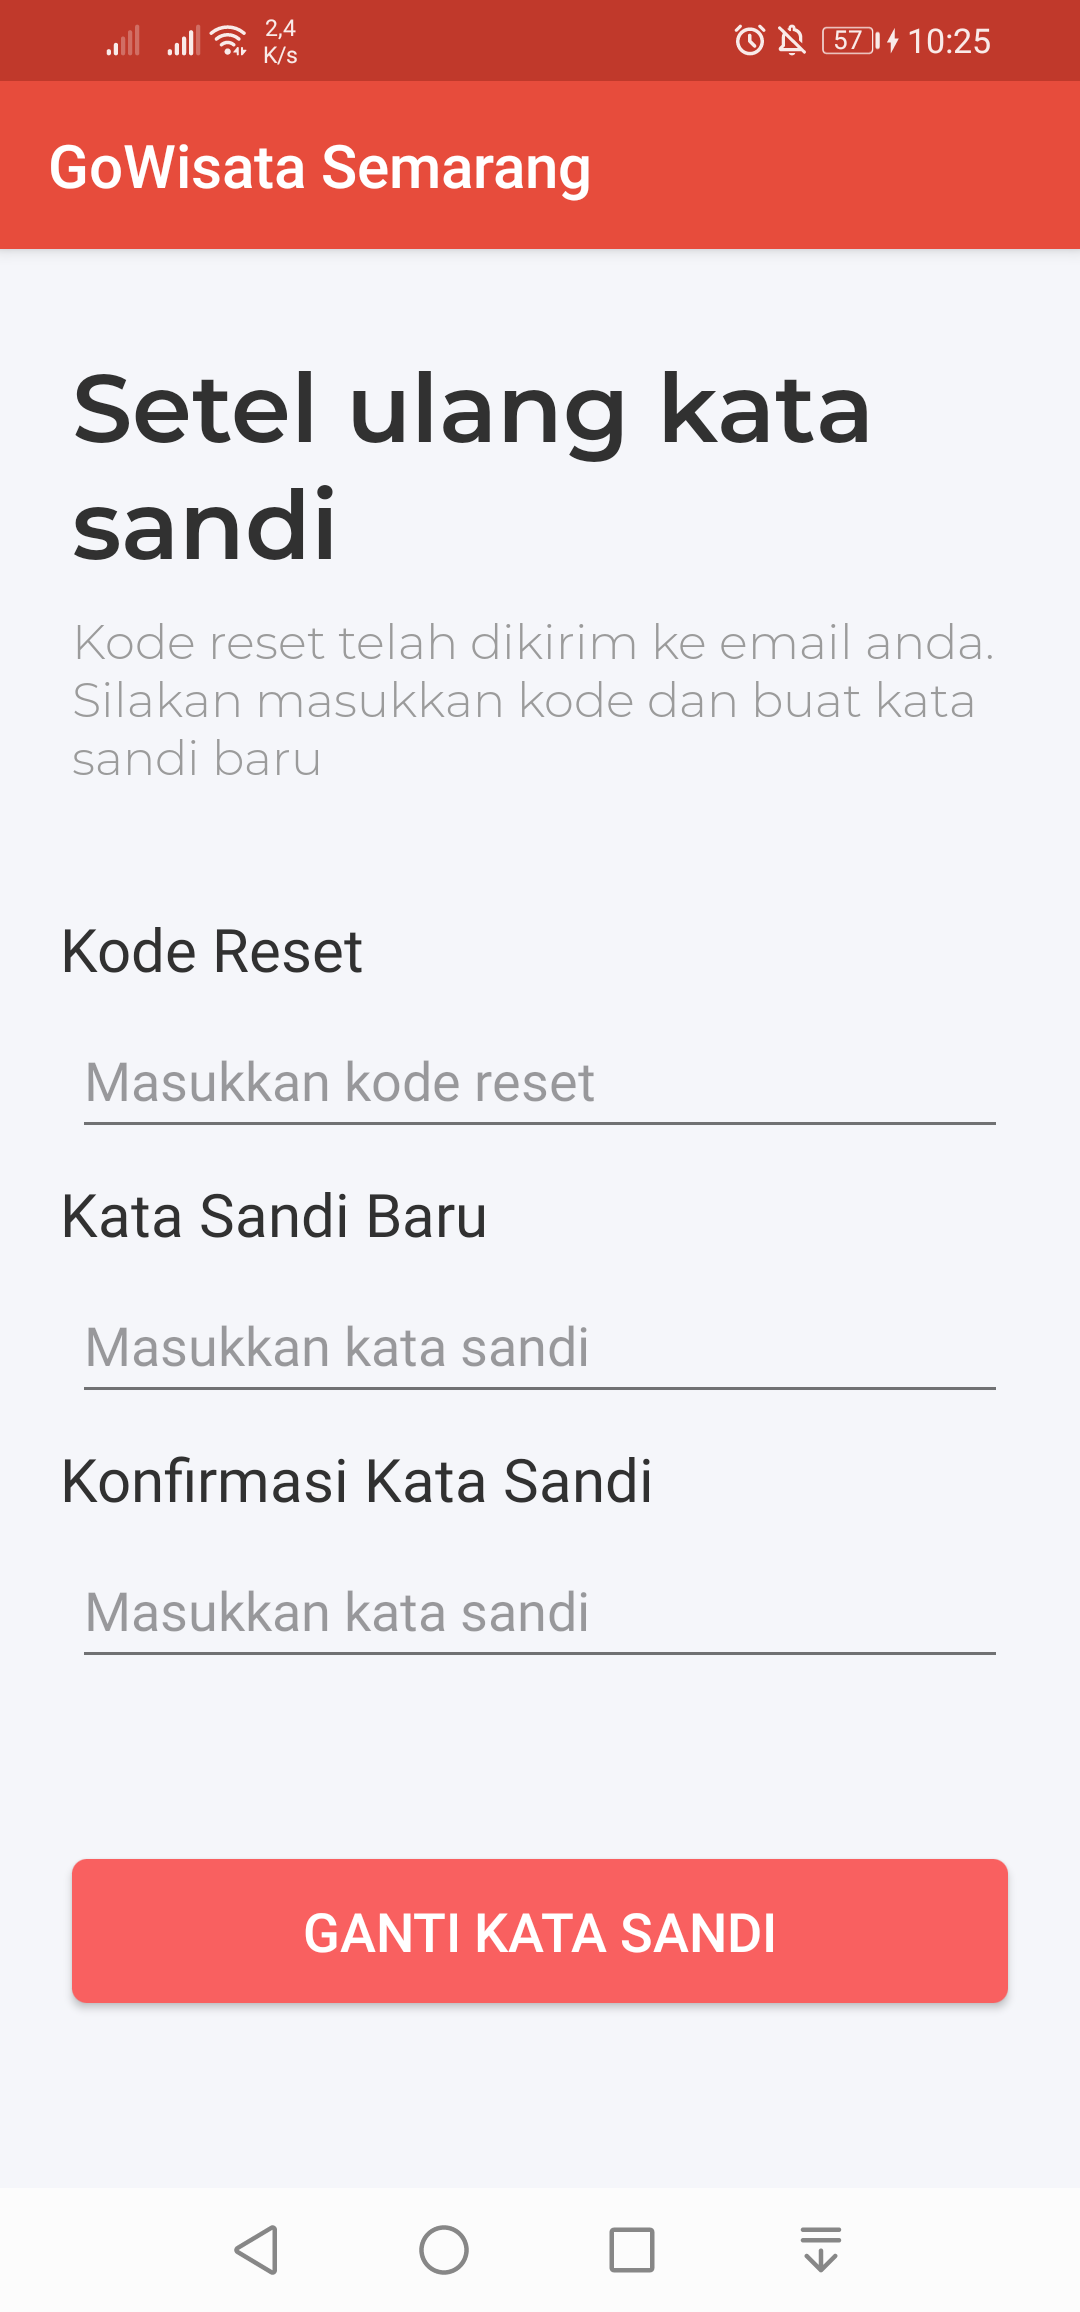 2,4
K/s
57
10:25
GoWisata Semarang
Setel ulang kata
sandi
Kode reset telah dikirim ke email anda.
Silakan masukkan kode dan buat kata
sandi baru
Kode Reset
Masukkan kode reset
Kata Sandi Baru
Masukkan kata sandi
Konfirmasi Kata Sandi
Masukkan kata sandi
GANTI KATA SANDI